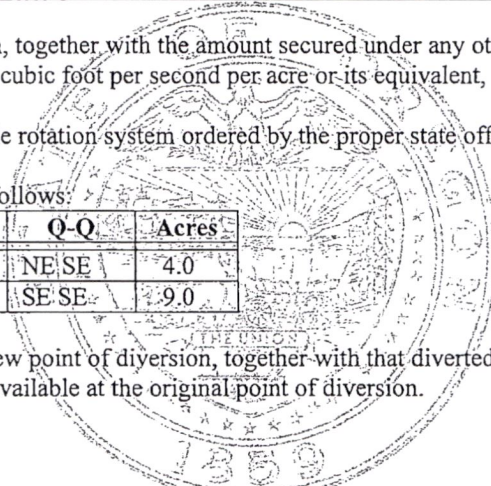 , together with the amount secured under any ot
cubic foot per second per acre or its equivalent,
e rotation system ordered by the proper state off
ollows:
Q-Q Acres
NE SE 4.0
SE SE 9.0
ew point of diversion, together with that diverted
vailable at the original point of diversion.
THE UNION
1859